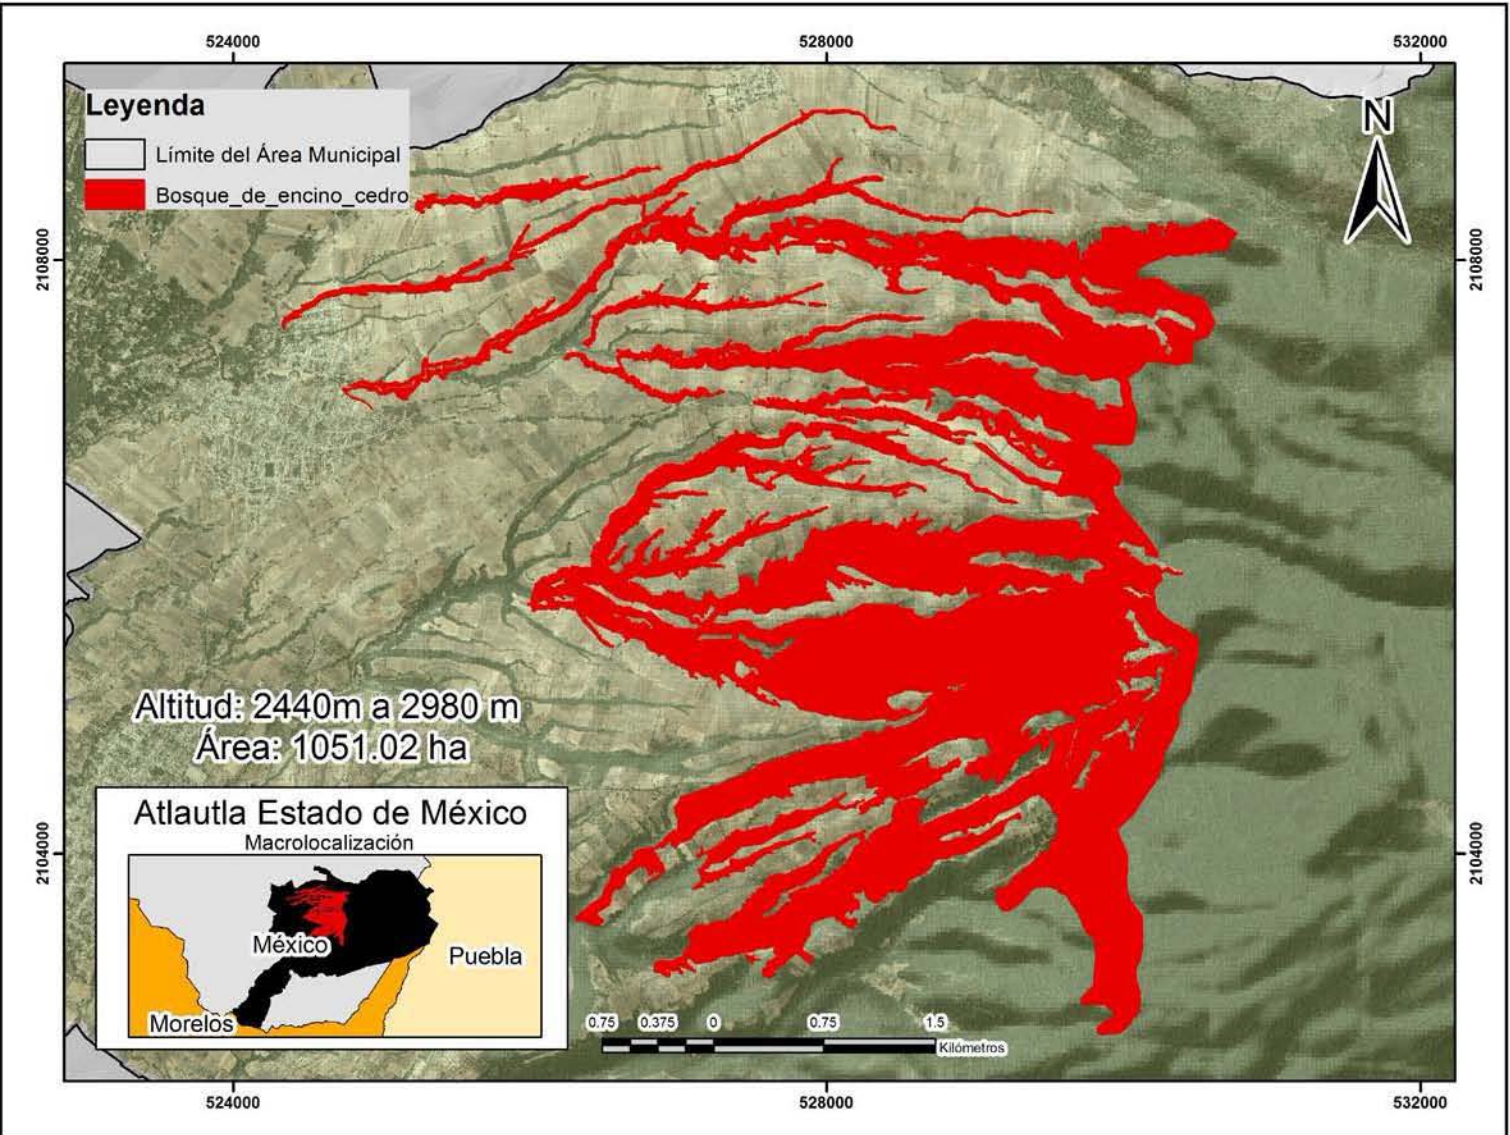 524000
528000
532000
Leyenda
Límite del Área Municipal
Bosque_de_encino_cedro
N
2108000
2108000
Altitud: 2440m a 2980 m
Área: 1051.02 ha
Atlautla Estado de México
Macrolocalización
México
Puebla
Morelos
2104000
2104000
0.75 0.375 0 0.75 1.5
Kilómetros
524000
528000
532000